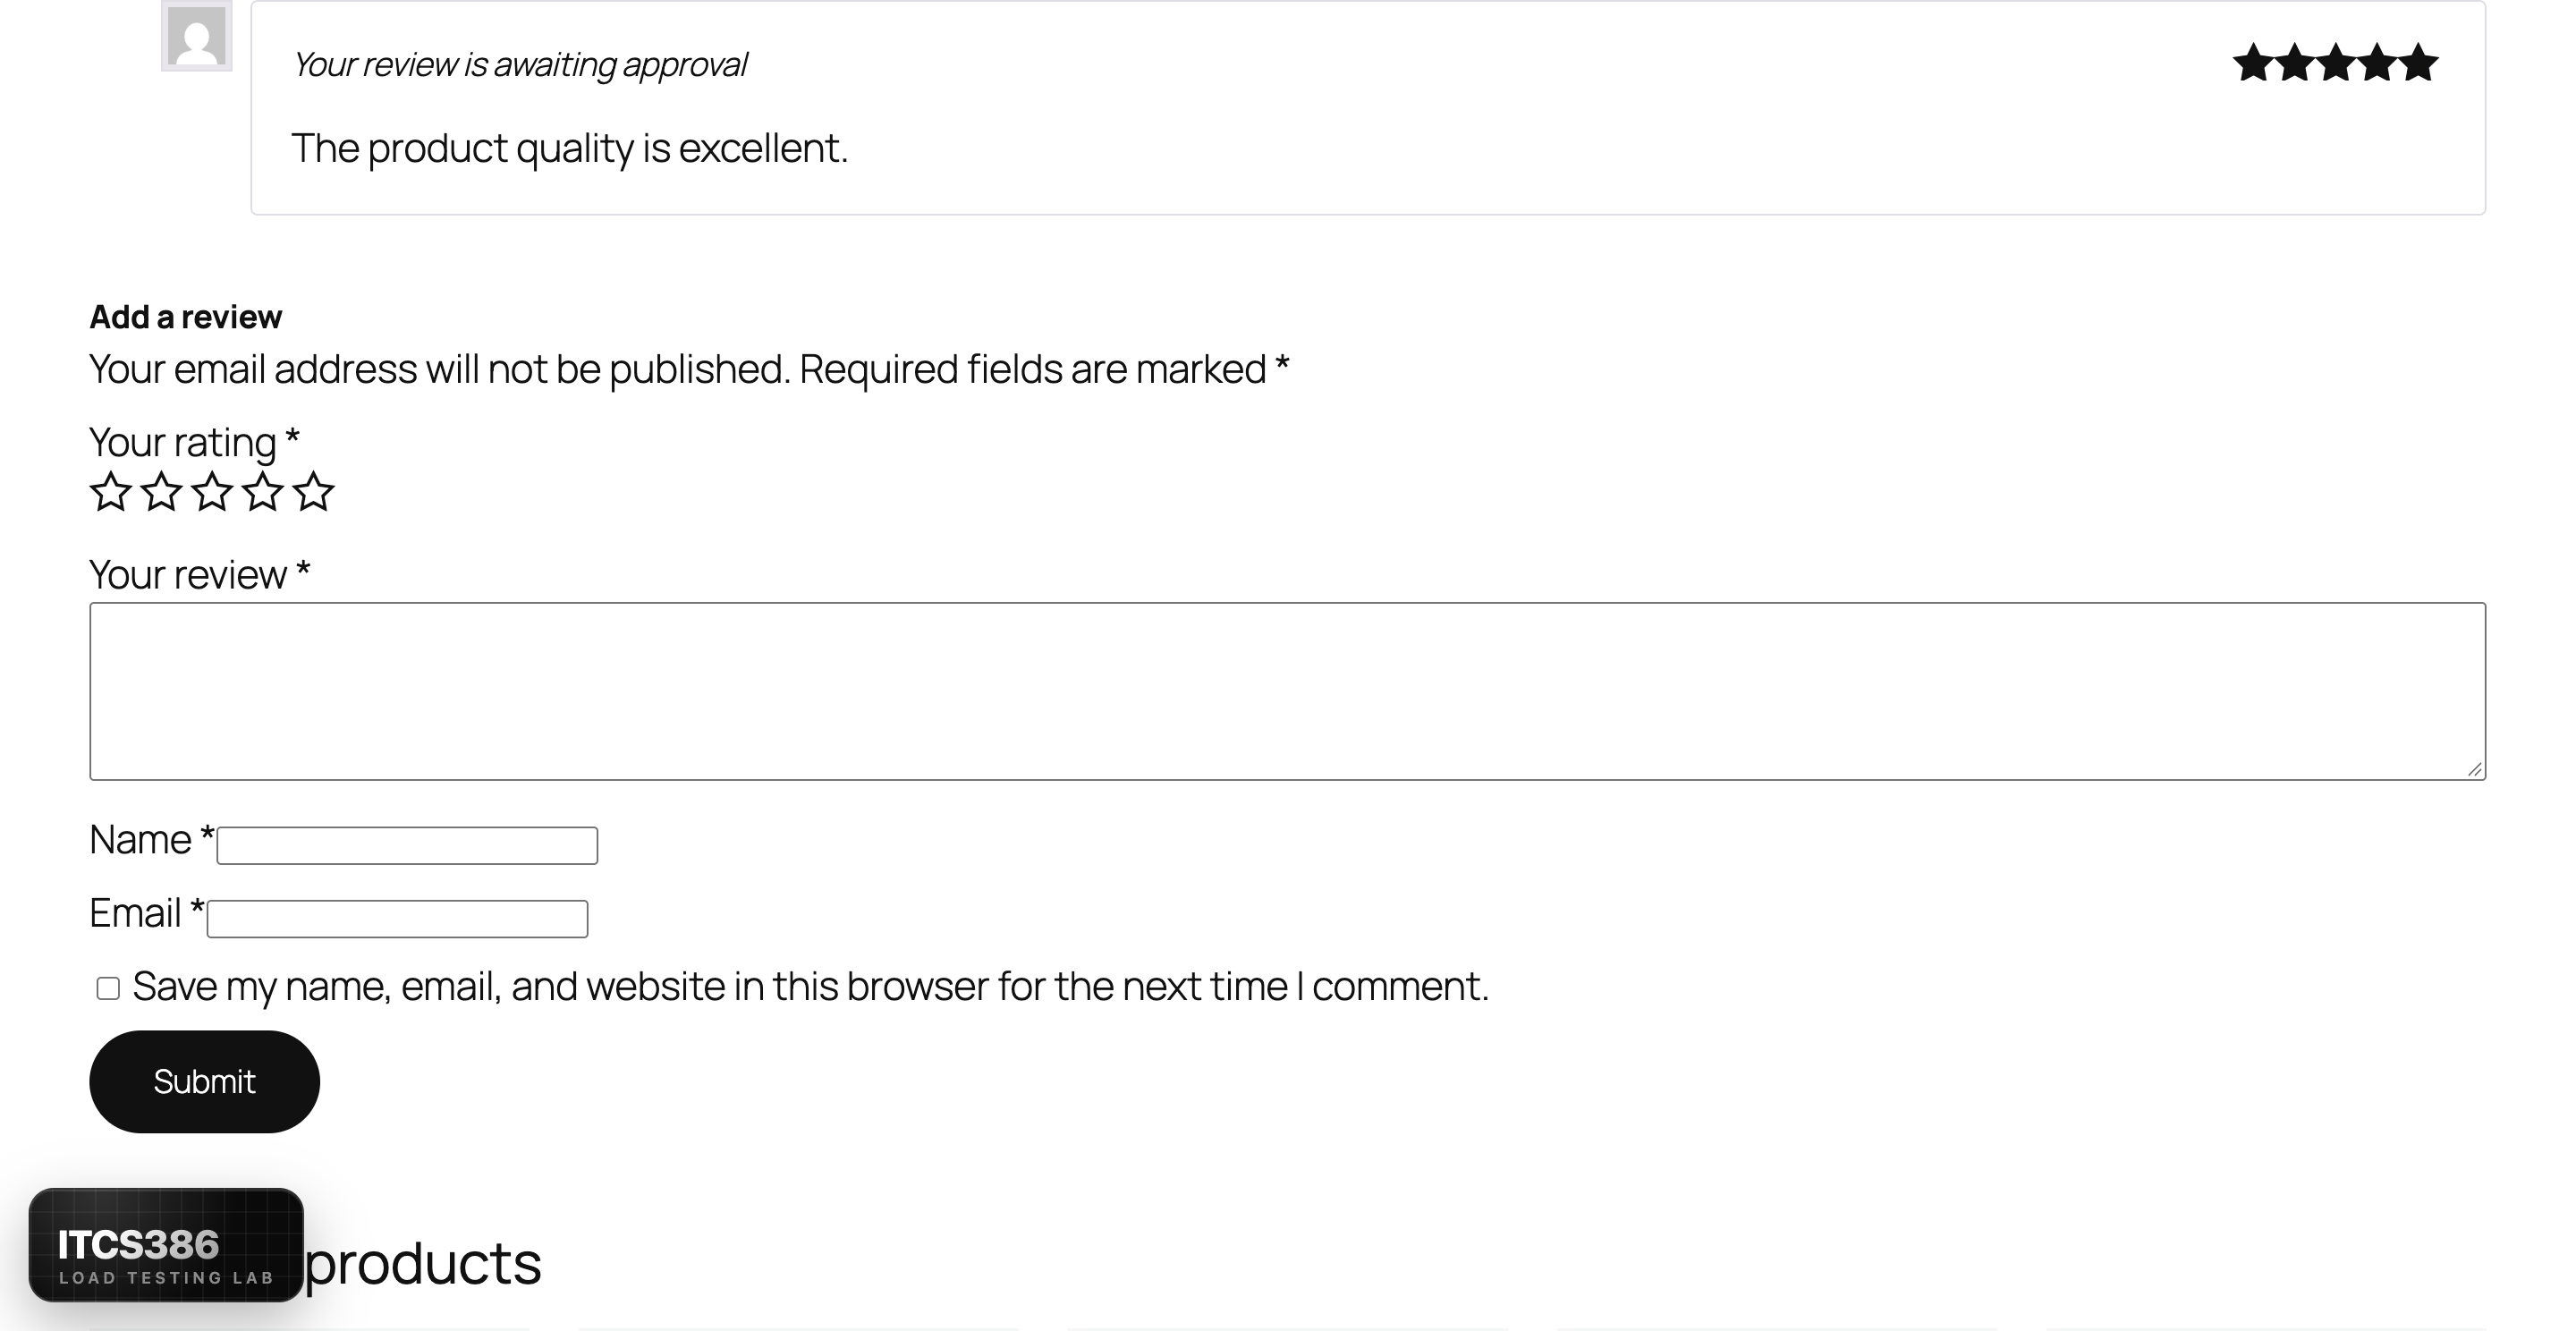 Your review is awaiting approval
The product quality is excellent.
Add a review
Your email address will not be published. Required fields are marked *
Your rating *
Your review *
Name *
Email *
Save my name, email, and website in this browser for the next time I comment.
Submit
products
ITCS386
LOAD TESTING LAB